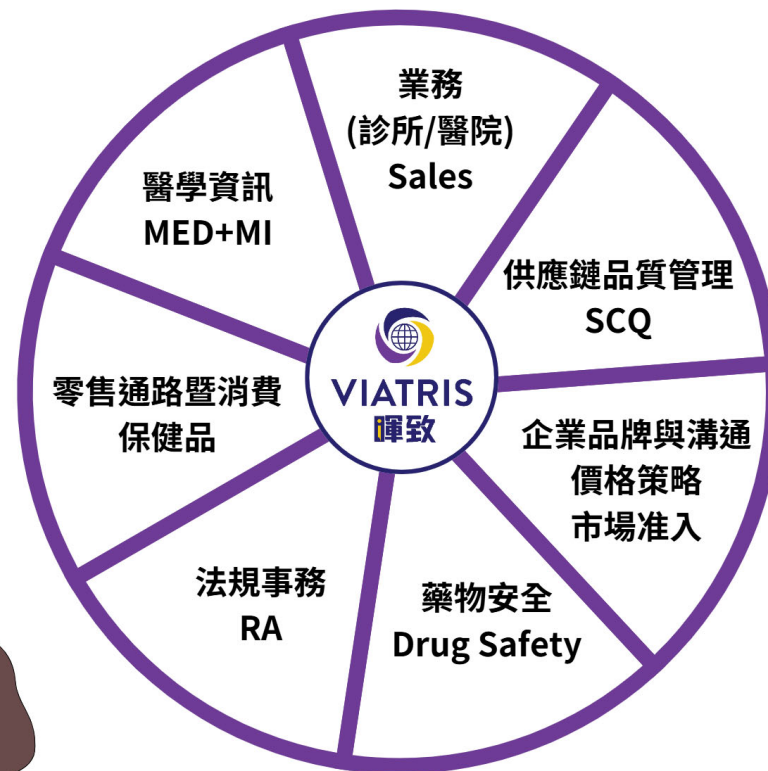 業務
(診所/醫院)
Sales
供應鏈品質管理
SCQ
企業品牌與溝通
價格策略
市場准入
藥物安全
Drug Safety
法規事務
RA
零售通路暨消費
保健品
醫學資訊
MED+MI
VIATRIS
暉致